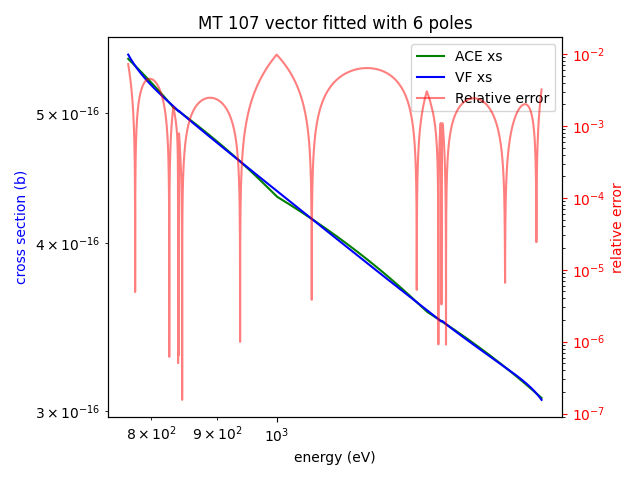 MT 107 vector fitted with 6 poles
ACE xs
VF xs
Relative error
cross section (b)
5 × 10⁻¹⁶
4 × 10⁻¹⁶
3 × 10⁻¹⁶
10⁻²
10⁻³
10⁻⁴
10⁻⁵
10⁻⁶
10⁻⁷
relative error
8 × 10² 9 × 10² 10³
energy (eV)